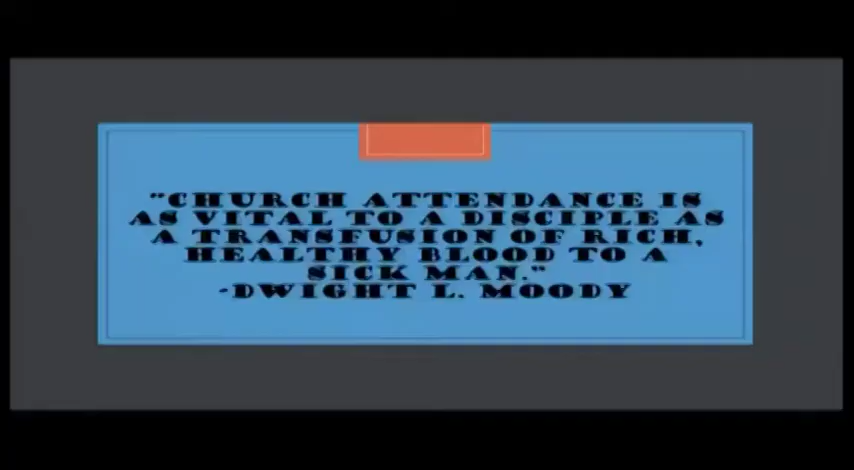 "CHURCH ATTENDANCE IS
AS VITAL TO A DISCIPLE AS
A TRANSFUSION OF RICH,
HEALTHY BLOOD TO A
SICK MAN."
-DWIGHT L. MOODY